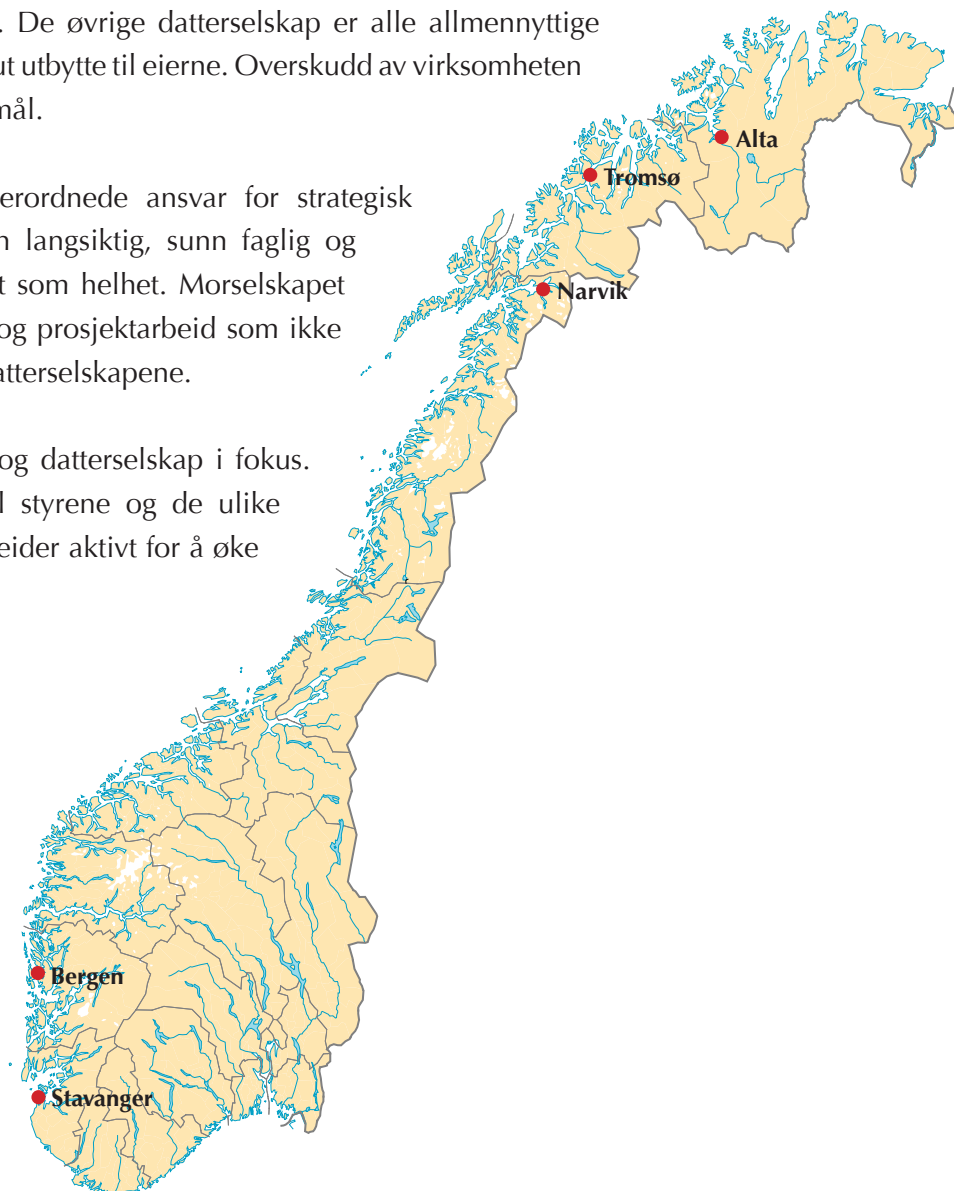 . De øvrige datterselskap er alle allmennyttige
ut utbytte til eierne. Overskudd av virksomheten
mål.
erordnede ansvar for strategisk
n langsiktig, sunn faglig og
t som helhet. Morselskapet
og prosjektarbeid som ikke
atterselskapene.
og datterselskap i fokus.
l styrene og de ulike
eider aktivt for å øke
Alta
Tromsø
Narvik
Bergen
Stavanger